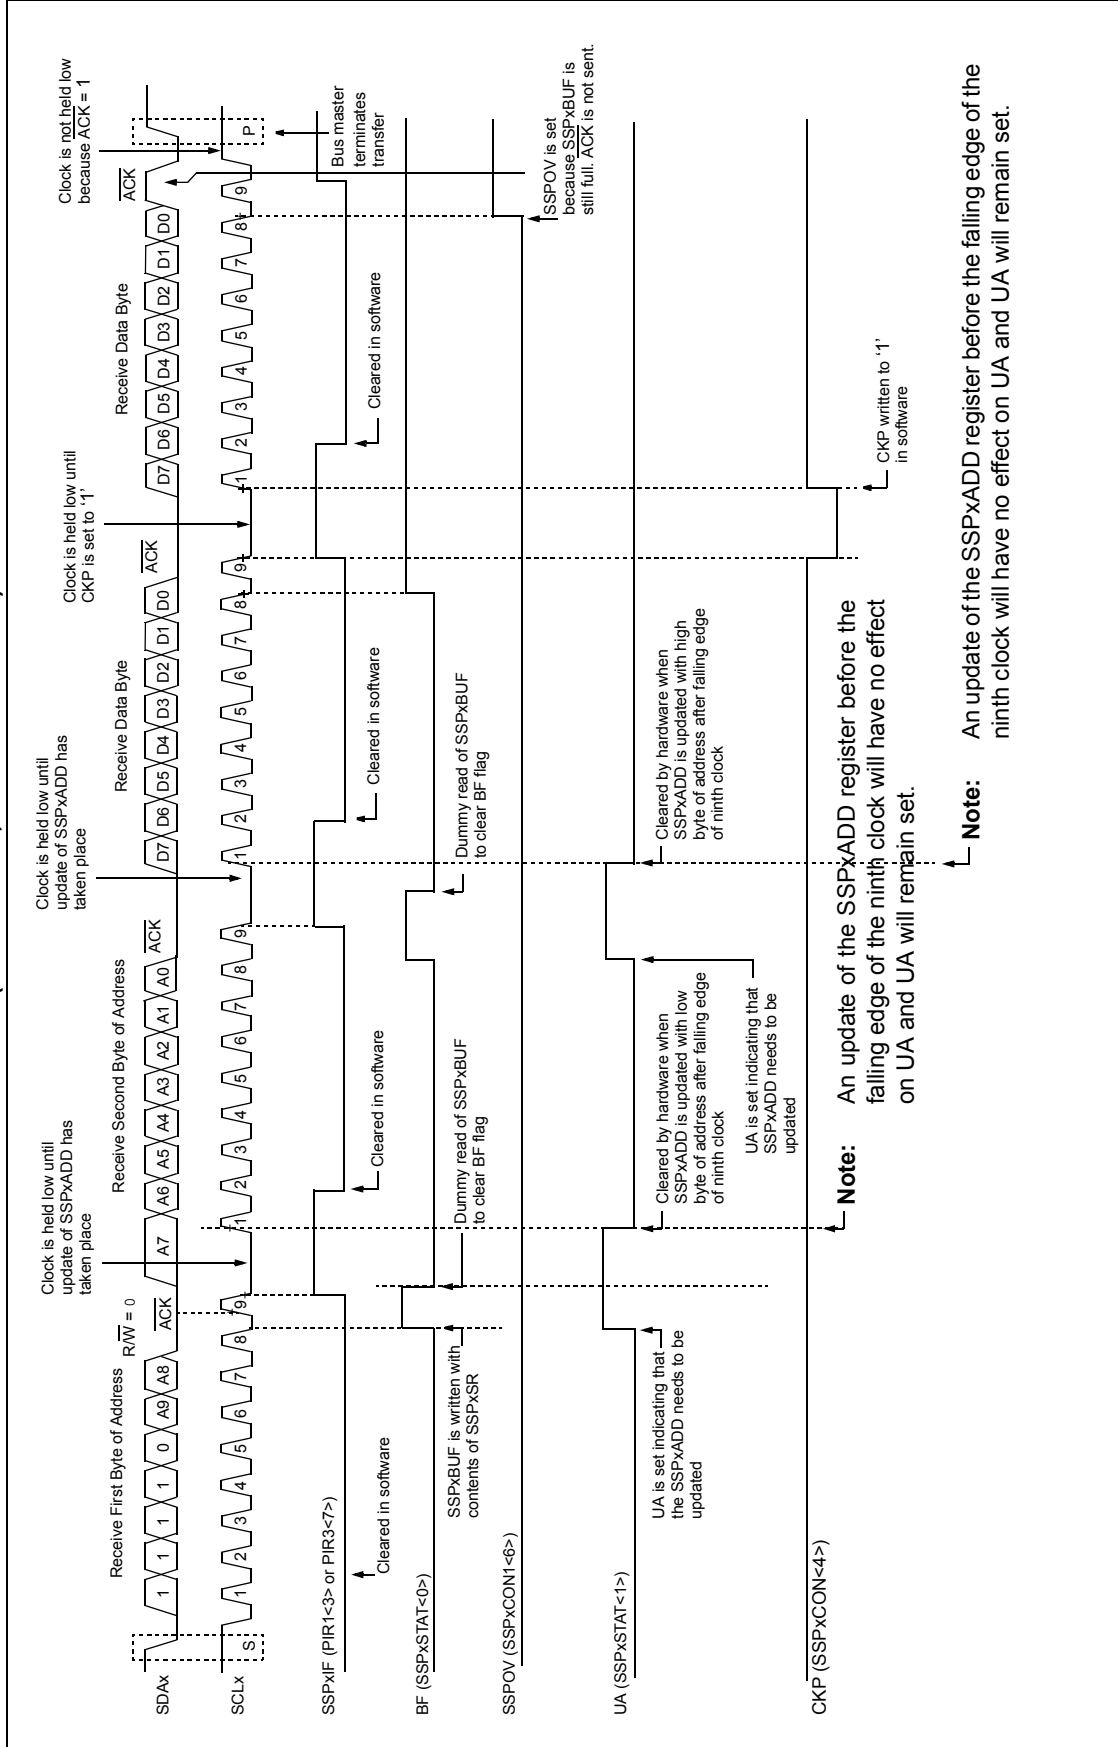 Receive First Byte of Address
R/W = 0
Receive Second Byte of Address
Receive Data Byte
Receive Data Byte
Clock is held low until
update of SSPxADD has
taken place
Clock is held low until
update of SSPxADD has
taken place
Clock is held low until
CKP is set to ‘1’
Clock is not held low
because ACK = 1
SDAx
1 1 1 1 0 A9 A8 ACK
A7 A6 A5 A4 A3 A2 A1 A0 ACK
D7 D6 D5 D4 D3 D2 D1 D0 ACK
D7 D6 D5 D4 D3 D2 D1 D0 ACK
SCLx
S 1 2 3 4 5 6 7 8 9
1 2 3 4 5 6 7 8 9
1 2 3 4 5 6 7 8 9
1 2 3 4 5 6 7 8 9 P
Bus master
terminates
transfer
SSPxIF (PIR1<3> or PIR3<7>)
Cleared in software
Cleared in software
Cleared in software
Cleared in software
BF (SSPxSTAT<0>)
SSPxBUF is written with
contents of SSPxSR
Dummy read of SSPxBUF
to clear BF flag
Dummy read of SSPxBUF
to clear BF flag
SSPOV (SSPxCON1<6>)
SSPOV is set
because SSPxBUF is
still full. ACK is not sent.
UA (SSPxSTAT<1>)
UA is set indicating that
the SSPxADD needs to be
updated
Cleared by hardware when
SSPxADD is updated with low
byte of address after falling edge
of ninth clock
UA is set indicating that
SSPxADD needs to be
updated
Cleared by hardware when
SSPxADD is updated with high
byte of address after falling edge
of ninth clock
CKP (SSPxCON<4>)
CKP written to ‘1’
in software
Note: An update of the SSPxADD register before the
falling edge of the ninth clock will have no effect
on UA and UA will remain set.
Note: An update of the SSPxADD register before the falling edge of the
ninth clock will have no effect on UA and UA will remain set.